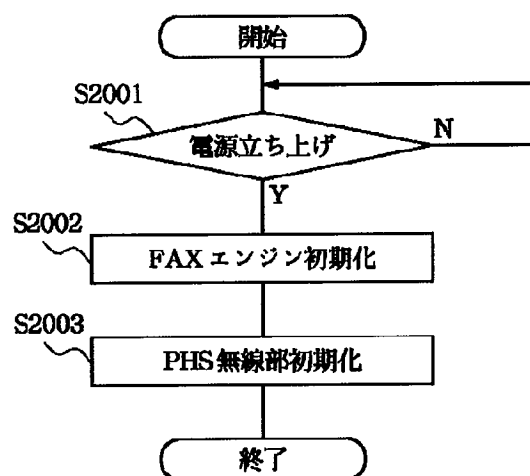 開始
S2001
電源立ち上げ
N
Y
S2002
FAXエンジン初期化
S2003
PHS無線部初期化
終了